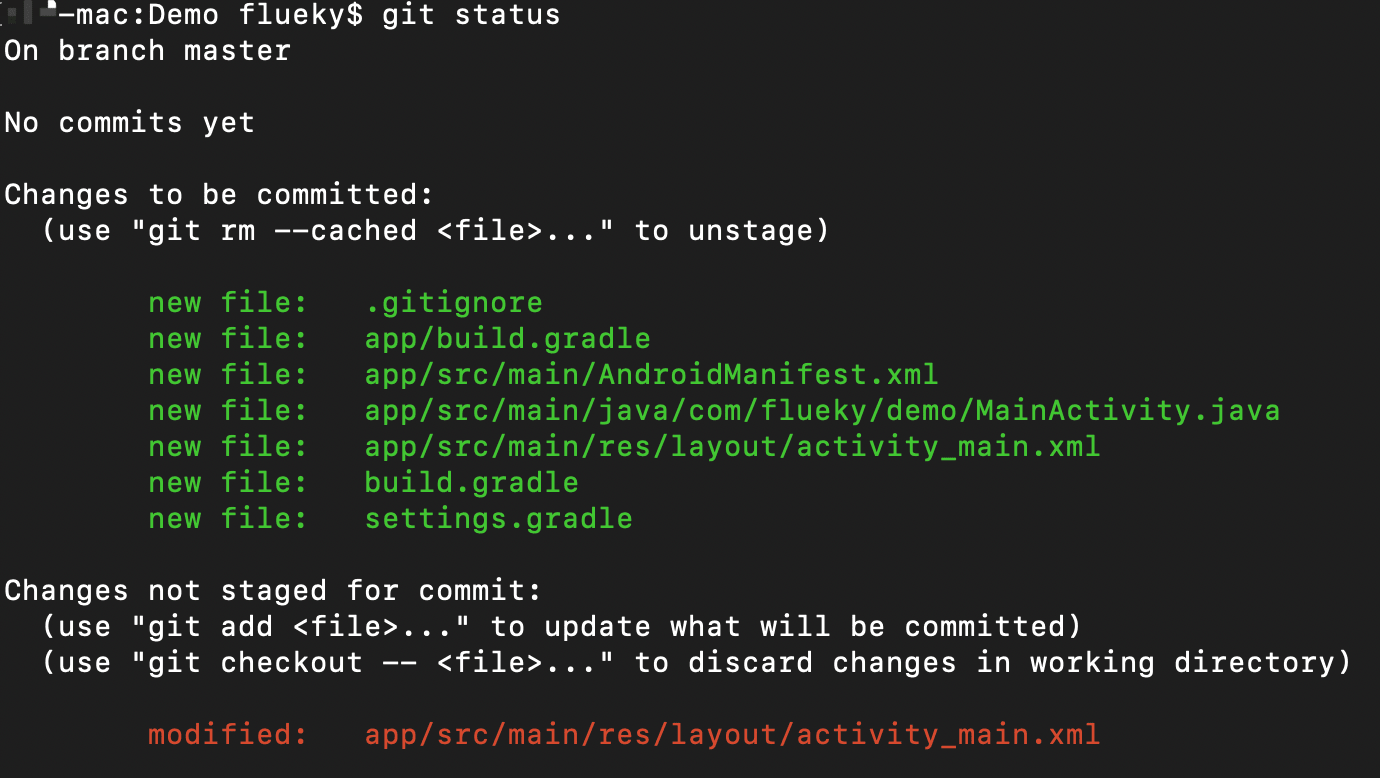 -mac:Demo flueky$ git status
On branch master
No commits yet
Changes to be committed:
  (use "git rm --cached <file>..." to unstage)
        new file:   .gitignore
        new file:   app/build.gradle
        new file:   app/src/main/AndroidManifest.xml
        new file:   app/src/main/java/com/flueky/demo/MainActivity.java
        new file:   app/src/main/res/layout/activity_main.xml
        new file:   build.gradle
        new file:   settings.gradle
Changes not staged for commit:
  (use "git add <file>..." to update what will be committed)
  (use "git checkout -- <file>..." to discard changes in working directory)
        modified:   app/src/main/res/layout/activity_main.xml